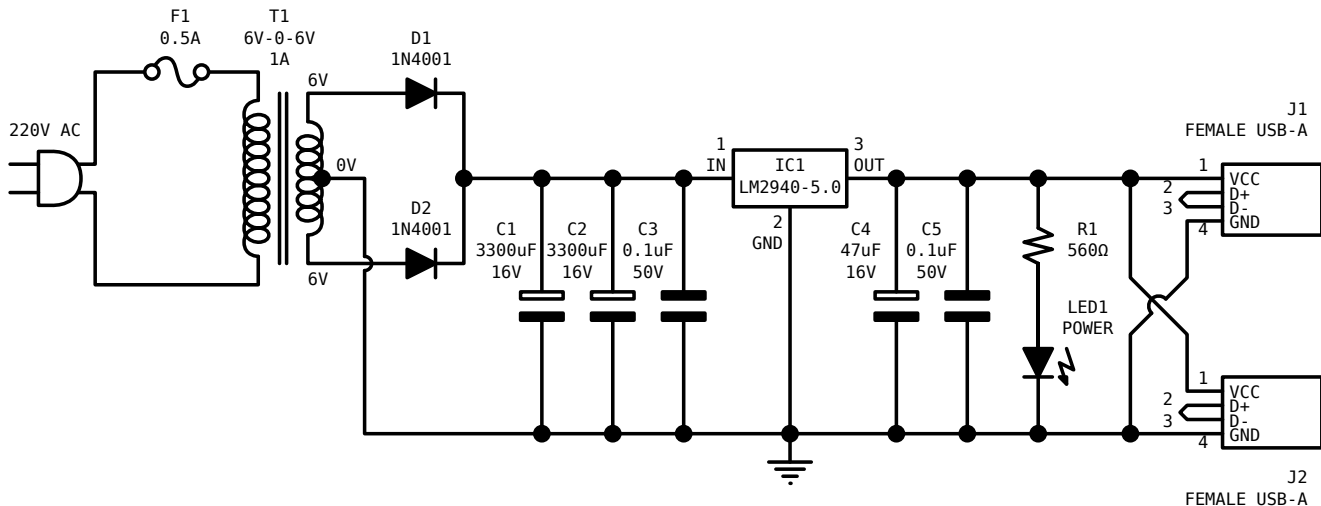 F1
0.5A
T1
6V-0-6V
1A
220V AC
6V
0V
6V
D1
1N4001
D2
1N4001
C1
3300uF
16V
C2
3300uF
16V
C3
0.1uF
50V
1
IN
IC1
LM2940-5.0
3
OUT
2
GND
C4
47uF
16V
C5
0.1uF
50V
R1
560Ω
LED1
POWER
J1
FEMALE USB-A
1
2
3
4
VCC
D+
D-
GND
1
2
3
4
VCC
D+
D-
GND
J2
FEMALE USB-A